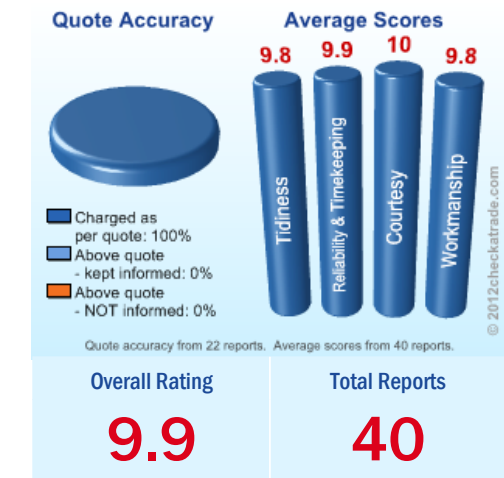 Quote Accuracy
Average Scores
9.8
9.9
10
9.8
Tidiness
Reliability & Timekeeping
Courtesy
Workmanship
Charged as
per quote: 100%
Above quote
- kept informed: 0%
Above quote
- NOT informed: 0%
© 2012checkatrade.com
Quote accuracy from 22 reports. Average scores from 40 reports.
Overall Rating
Total Reports
9.9
40